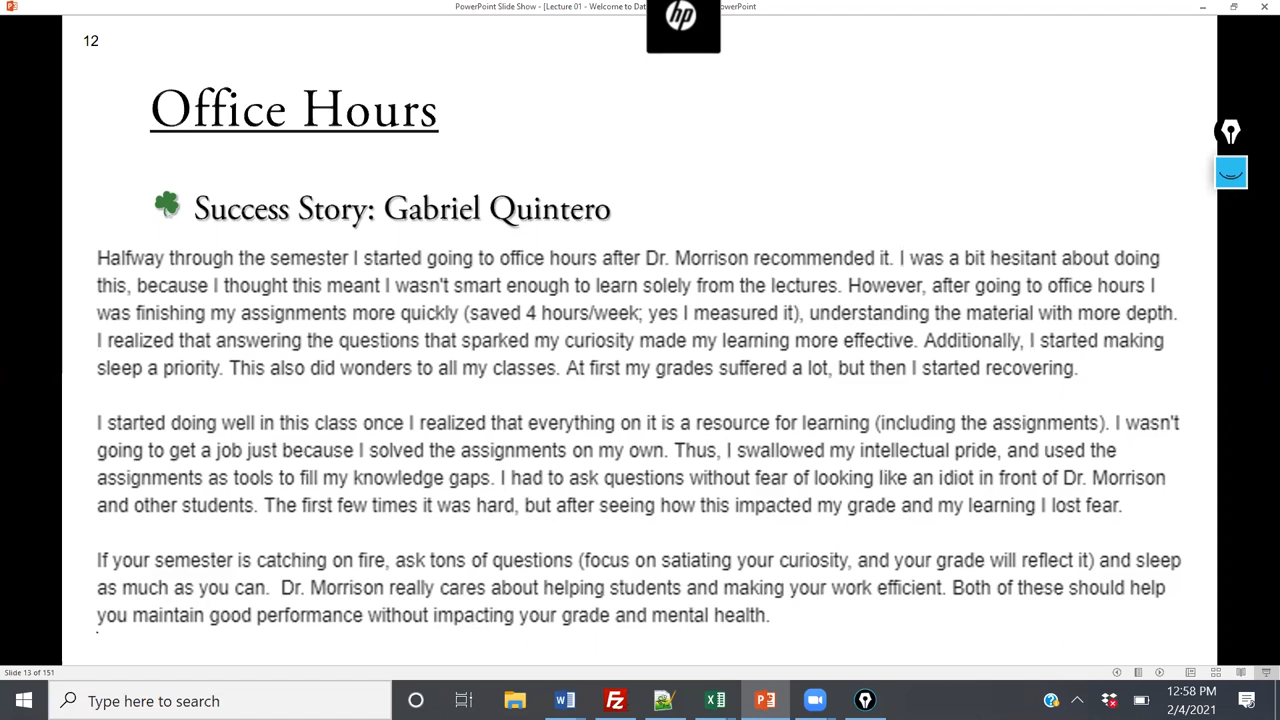 PowerPoint Slide Show - [Lecture 01 - Welcome to Dat owerPoint
hp
12
Office Hours
Success Story: Gabriel Quintero
Halfway through the semester I started going to office hours after Dr. Morrison recommended it. I was a bit hesitant about doing
this, because I thought this meant I wasn't smart enough to learn solely from the lectures. However, after going to office hours I
was finishing my assignments more quickly (saved 4 hours/week; yes I measured it), understanding the material with more depth.
I realized that answering the questions that sparked my curiosity made my learning more effective. Additionally, I started making
sleep a priority. This also did wonders to all my classes. At first my grades suffered a lot, but then I started recovering.
I started doing well in this class once I realized that everything on it is a resource for learning (including the assignments). I wasn't
going to get a job just because I solved the assignments on my own. Thus, I swallowed my intellectual pride, and used the
assignments as tools to fill my knowledge gaps. I had to ask questions without fear of looking like an idiot in front of Dr. Morrison
and other students. The first few times it was hard, but after seeing how this impacted my grade and my learning I lost fear.
If your semester is catching on fire, ask tons of questions (focus on satiating your curiosity, and your grade will reflect it) and sleep
as much as you can. Dr. Morrison really cares about helping students and making your work efficient. Both of these should help
you maintain good performance without impacting your grade and mental health.
Slide 13 of 151
Type here to search
12:58 PM
2/4/2021